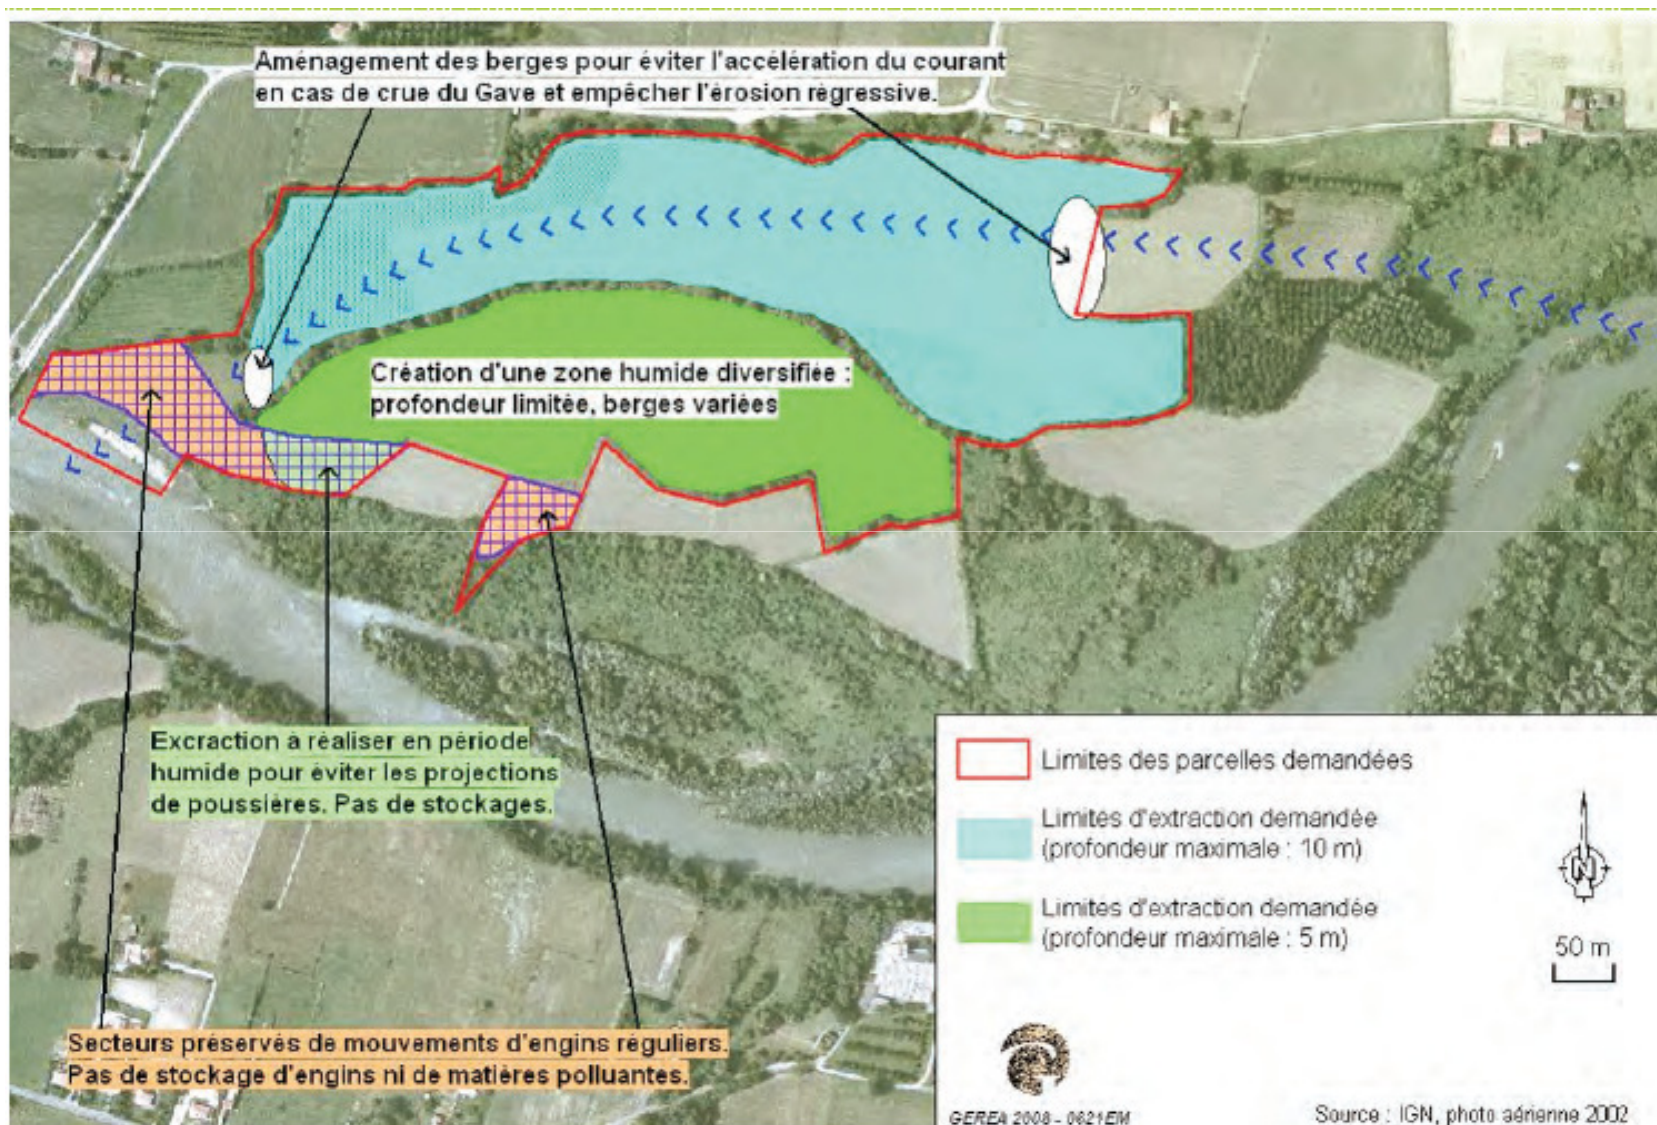 Aménagement des berges pour éviter l'accélération du courant
en cas de crue du Gave et empêcher l'érosion règressive.
Création d'une zone humide diversifiée :
profondeur limitée, berges variées
Excraction à réaliser en période
humide pour éviter les projections
de poussières. Pas de stockages.
Secteurs préservés de mouvements d'engins réguliers.
Pas de stockage d'engins ni de matières polluantes.
Limites des parcelles demandées
Limites d'extraction demandée
(profondeur maximale : 10 m)
Limites d'extraction demandée
(profondeur maximale : 5 m)
N
50 m
GEREA 2008 - 0621EM
Source : IGN, photo aérienne 2002